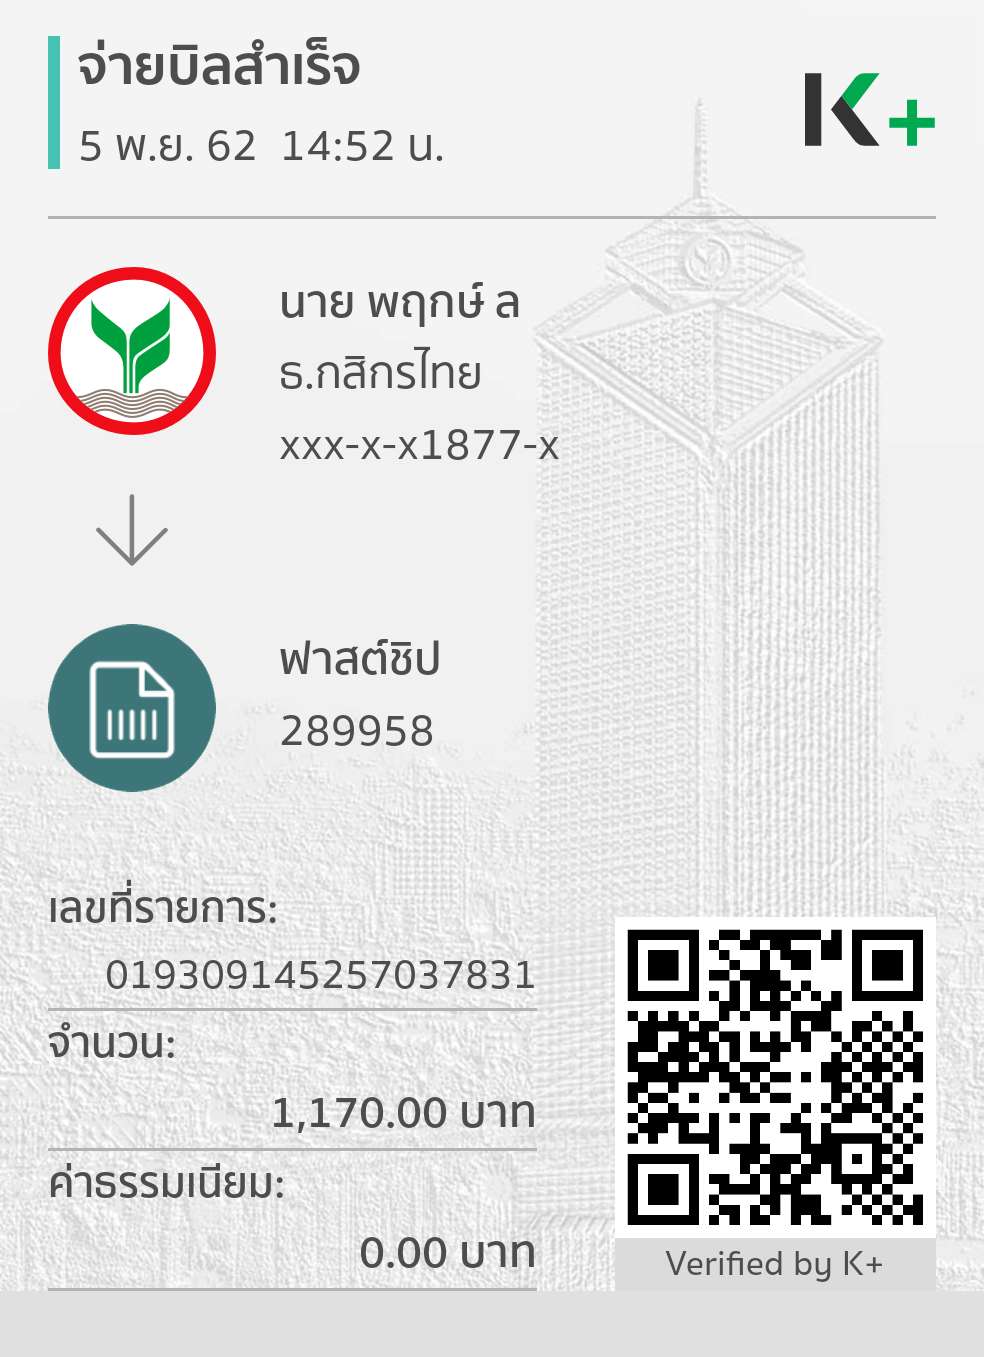 จ่ายบิลสำเร็จ
5 พ.ย. 62 14:52 น.
K+
นาย พฤกษ์ ล
ธ.กสิกรไทย
xxx-x-x1877-x
ฟาสต์ชิป
289958
เลขที่รายการ:
019309145257037831
จำนวน:
1,170.00 บาท
ค่าธรรมเนียม:
0.00 บาท
Verified by K+